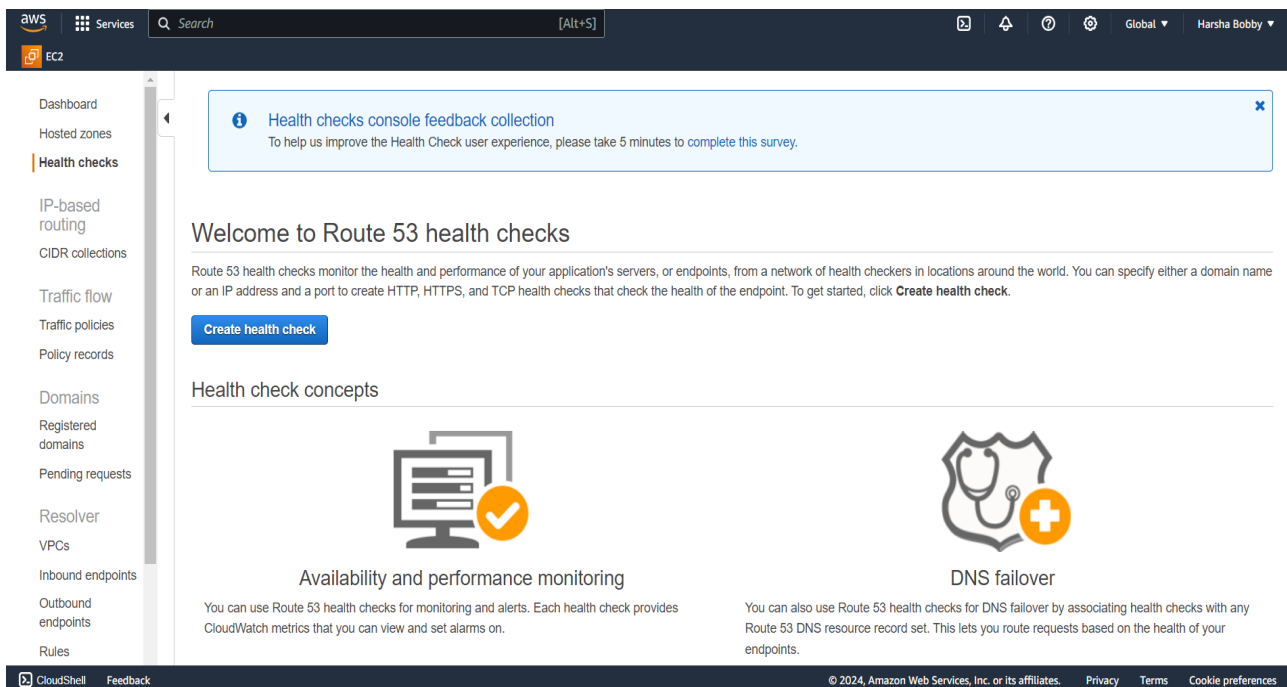 aws Services Search [Alt+S] Global ▼ Harsha Bobby ▼
EC2
Dashboard
Hosted zones
Health checks
IP-based
routing
CIDR collections
Traffic flow
Traffic policies
Policy records
Domains
Registered
domains
Pending requests
Resolver
VPCs
Inbound endpoints
Outbound
endpoints
Rules
Health checks console feedback collection
To help us improve the Health Check user experience, please take 5 minutes to complete this survey.
Welcome to Route 53 health checks
Route 53 health checks monitor the health and performance of your application's servers, or endpoints, from a network of health checkers in locations around the world. You can specify either a domain name
or an IP address and a port to create HTTP, HTTPS, and TCP health checks that check the health of the endpoint. To get started, click Create health check.
Create health check
Health check concepts
Availability and performance monitoring
You can use Route 53 health checks for monitoring and alerts. Each health check provides
CloudWatch metrics that you can view and set alarms on.
DNS failover
You can also use Route 53 health checks for DNS failover by associating health checks with any
Route 53 DNS resource record set. This lets you route requests based on the health of your
endpoints.
CloudShell Feedback © 2024, Amazon Web Services, Inc. or its affiliates. Privacy Terms Cookie preferences